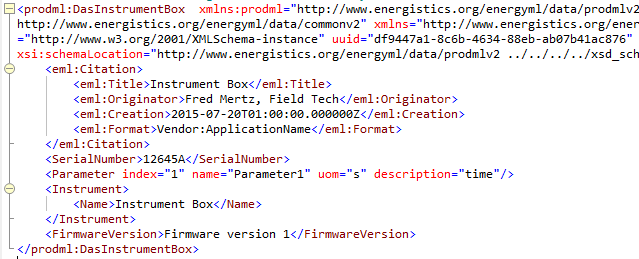 <prodml:DasInstrumentBox  xmlns:prodml="http://www.energistics.org/energyml/data/prodmlv2
http://www.energistics.org/energyml/data/commonv2" xmlns="http://www.energistics.org/energy
="http://www.w3.org/2001/XMLSchema-instance" uuid="df9447a1-8c6b-4634-88eb-ab07b41ac876"
xsi:schemaLocation="http://www.energistics.org/energyml/data/prodmlv2 ../../../../xsd_sch
<eml:Citation>
<eml:Title>Instrument Box</eml:Title>
<eml:Originator>Fred Mertz, Field Tech</eml:Originator>
<eml:Creation>2015-07-20T01:00:00.000000Z</eml:Creation>
<eml:Format>Vendor:ApplicationName</eml:Format>
</eml:Citation>
<SerialNumber>12645A</SerialNumber>
<Parameter index="1" name="Parameter1" uom="s" description="time"/>
<Instrument>
<Name>Instrument Box</Name>
</Instrument>
<FirmwareVersion>Firmware version 1</FirmwareVersion>
</prodml:DasInstrumentBox>